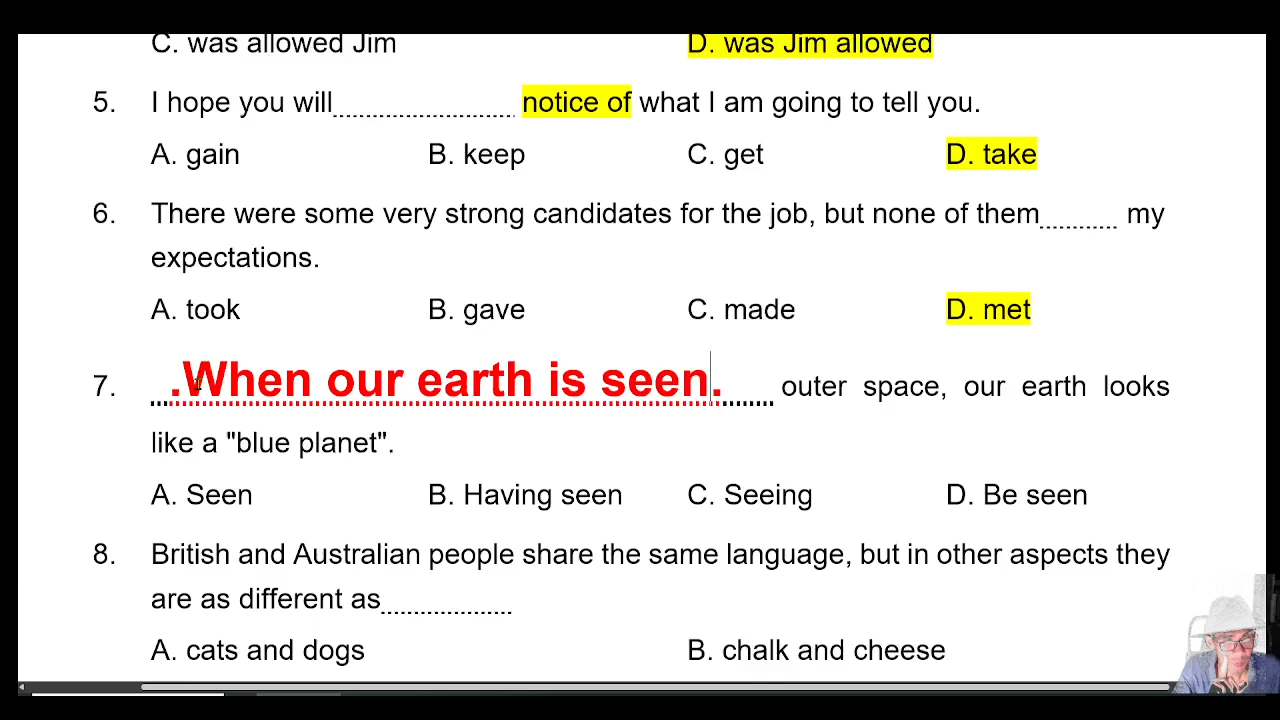 C. was allowed Jim D. was Jim allowed
5. I hope you will.......................... notice of what I am going to tell you.
A. gain B. keep C. get D. take
6. There were some very strong candidates for the job, but none of them........... my
expectations.
A. took B. gave C. made D. met
7. ...When our earth is seen........ outer space, our earth looks
like a "blue planet".
A. Seen B. Having seen C. Seeing D. Be seen
8. British and Australian people share the same language, but in other aspects they
are as different as...................
A. cats and dogs B. chalk and cheese